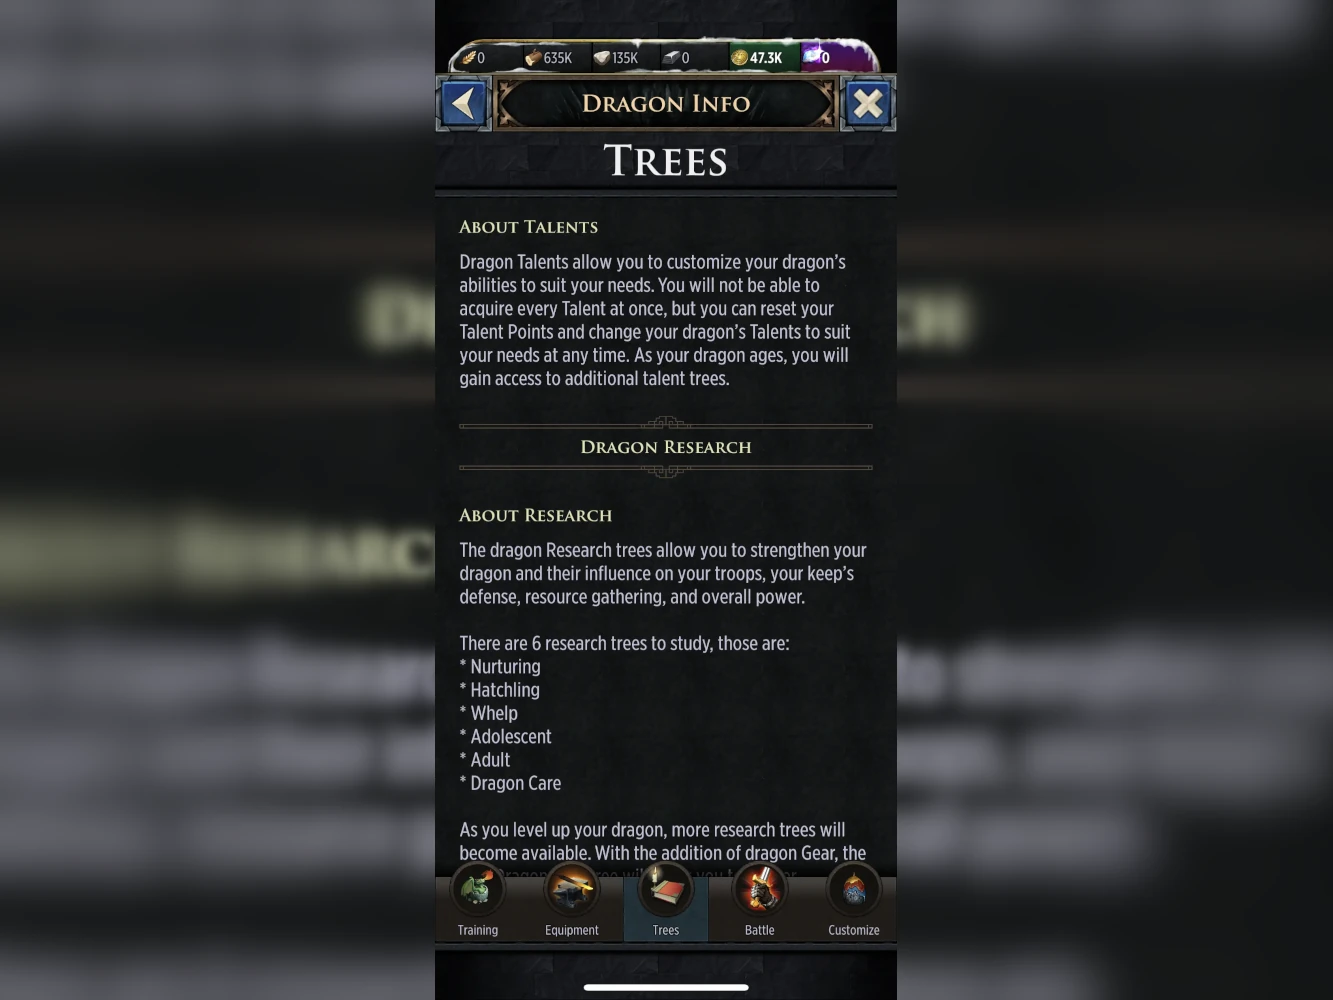 0 635K 135K 0 47.3K 0
Dragon Info
Trees
About Talents
Dragon Talents allow you to customize your dragon's
abilities to suit your needs. You will not be able to
acquire every Talent at once, but you can reset your
Talent Points and change your dragon's Talents to suit
your needs at any time. As your dragon ages, you will
gain access to additional talent trees.
Dragon Research
About Research
The dragon Research trees allow you to strengthen your
dragon and their influence on your troops, your keep's
defense, resource gathering, and overall power.
There are 6 research trees to study, those are:
* Nurturing
* Hatchling
* Whelp
* Adolescent
* Adult
* Dragon Care
As you level up your dragon, more research trees will
become available. With the addition of dragon Gear, the
Training Equipment Trees Battle Customize